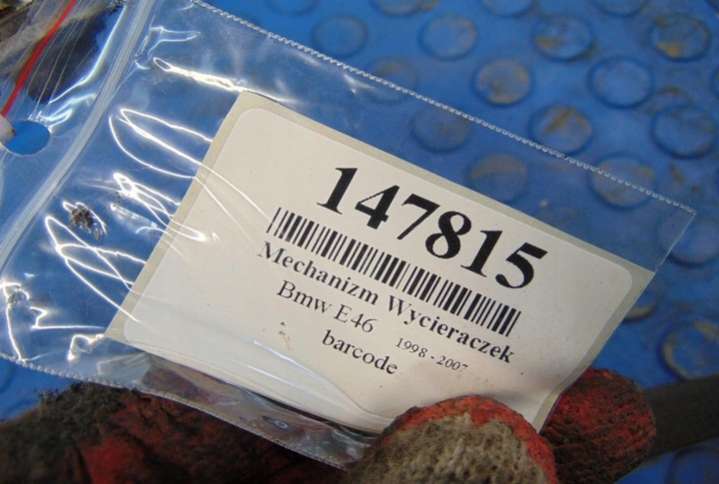 147815
Mechanizm Wycieraczek
Bmw E46 1998 - 2007
barcode